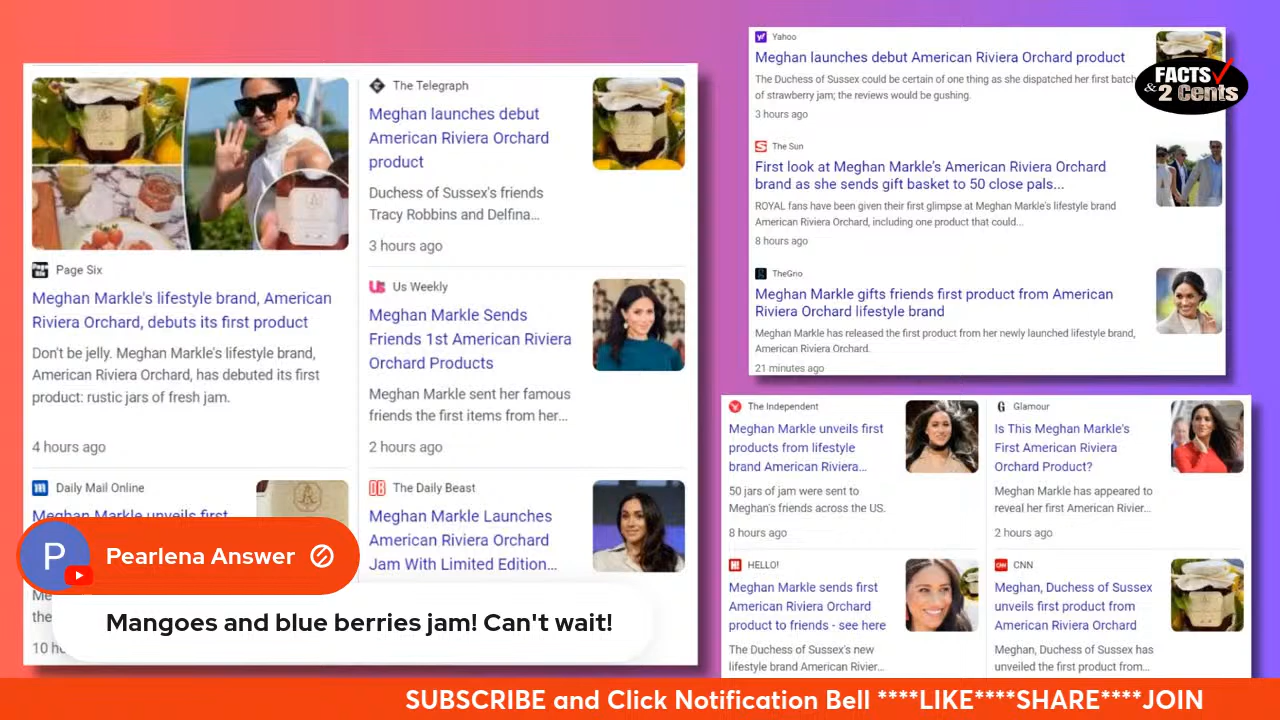 Page Six
Meghan Markle's lifestyle brand, American
Riviera Orchard, debuts its first product
Don't be jelly. Meghan Markle's lifestyle brand,
American Riviera Orchard, has debuted its first
product: rustic jars of fresh jam.
4 hours ago
Daily Mail Online
Meghan Markle unveils first
Me
the
10 ho
The Telegraph
Meghan launches debut
American Riviera Orchard
product
Duchess of Sussex's friends
Tracy Robbins and Delfina...
3 hours ago
Us Weekly
Meghan Markle Sends
Friends 1st American Riviera
Orchard Products
Meghan Markle sent her famous
friends the first items from her...
2 hours ago
The Daily Beast
Meghan Markle Launches
American Riviera Orchard
Jam With Limited Edition...
P
Pearlena Answer
Mangoes and blue berries jam! Can't wait!
Yahoo
Meghan launches debut American Riviera Orchard product
The Duchess of Sussex could be certain of one thing as she dispatched her first batch
of strawberry jam; the reviews would be gushing.
3 hours ago
FACTS
& 2 Cents
The Sun
First look at Meghan Markle's American Riviera Orchard
brand as she sends gift basket to 50 close pals...
ROYAL fans have been given their first glimpse at Meghan Markle's lifestyle brand
American Riviera Orchard, including one product that could...
8 hours ago
TheGrio
Meghan Markle gifts friends first product from American
Riviera Orchard lifestyle brand
Meghan Markle has released the first product from her newly launched lifestyle brand,
American Riviera Orchard.
21 minutes ago
The Independent
Meghan Markle unveils first
products from lifestyle
brand American Riviera...
50 jars of jam were sent to
Meghan's friends across the US.
8 hours ago
HELLO!
Meghan Markle sends first
American Riviera Orchard
product to friends - see here
The Duchess of Sussex's new
lifestyle brand American Rivier...
Glamour
Is This Meghan Markle's
First American Riviera
Orchard Product?
Meghan Markle has appeared to
reveal her first American Rivier...
2 hours ago
CNN
Meghan, Duchess of Sussex
unveils first product from
American Riviera Orchard
Meghan, Duchess of Sussex has
unveiled the first product from...
SUBSCRIBE and Click Notification Bell ****LIKE****SHARE****JOIN